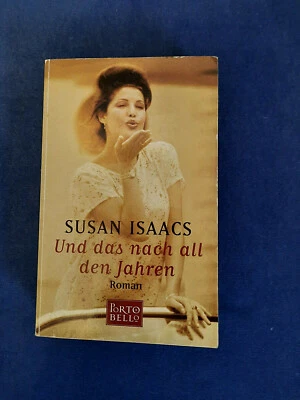 SUSAN ISAACS
Und das nach all
den Jahren
Roman
PORTO
BELLO